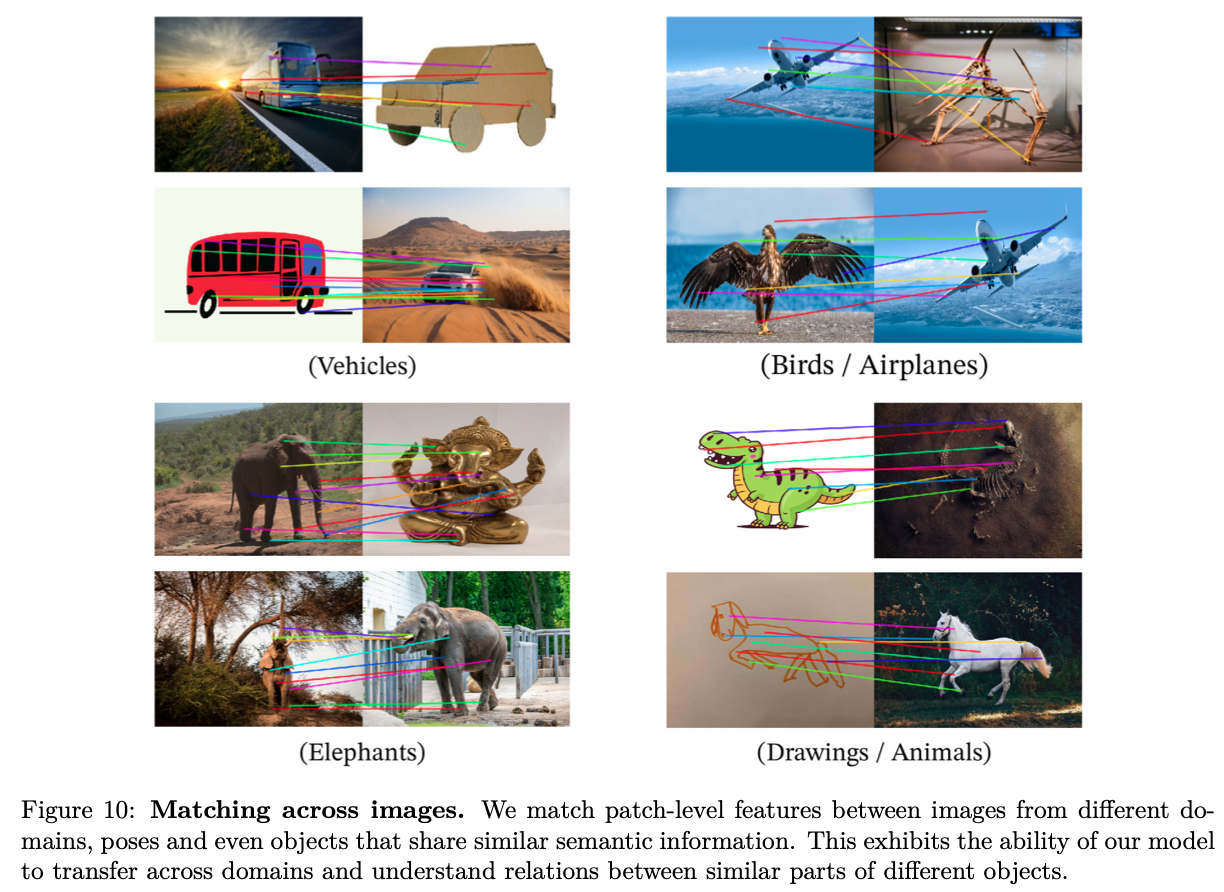 (Vehicles)
(Birds / Airplanes)
(Elephants)
(Drawings / Animals)
Figure 10: Matching across images. We match patch-level features between images from different do-
mains, poses and even objects that share similar semantic information. This exhibits the ability of our model
to transfer across domains and understand relations between similar parts of different objects.